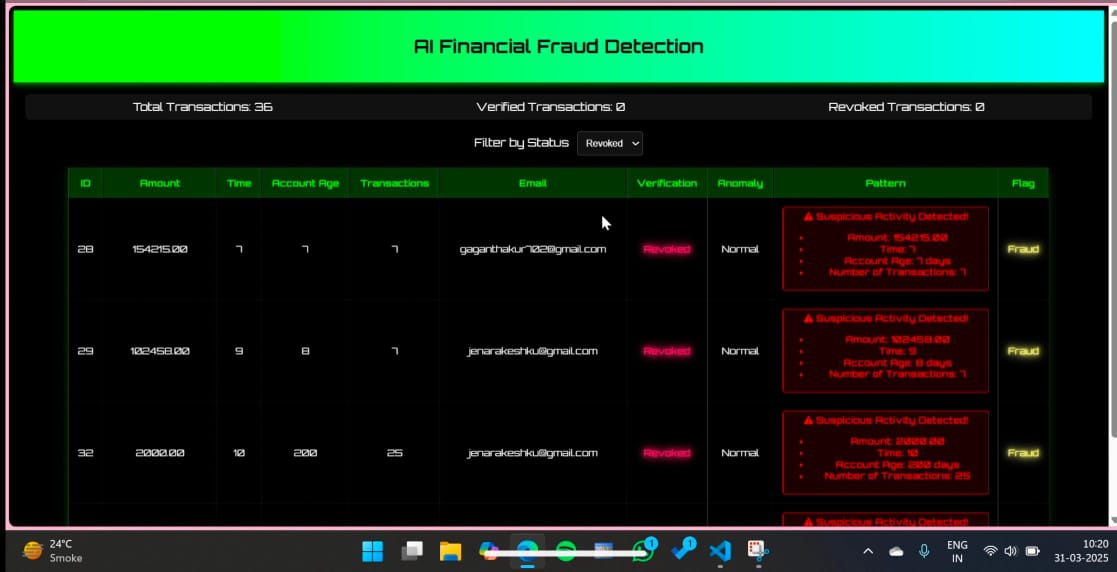 AI Financial Fraud Detection
Total Transactions: 36 Verified Transactions: 0 Revoked Transactions: 0
Filter by Status Revoked
ID Amount Time Account Age Transactions Email Verification Anomaly Pattern Flag
28 154215.00 7 7 7 gaganthakur702@gmail.com Revoked Normal Fraud
Suspicious Activity Detected!
Amount: 154215.00
Time: 7
Account Age: 7 days
Number of Transactions: 7
29 102458.00 9 8 7 jenarakeshku@gmail.com Revoked Normal Fraud
Suspicious Activity Detected!
Amount: 102458.00
Time: 9
Account Age: 8 days
Number of Transactions: 7
32 2000.00 10 200 25 jenarakeshku@gmail.com Revoked Normal Fraud
Suspicious Activity Detected!
Amount: 2000.00
Time: 10
Account Age: 200 days
Number of Transactions: 25
Suspicious Activity Detected!
24°C
Smoke
1
1
ENG
IN
10:20
31-03-2025